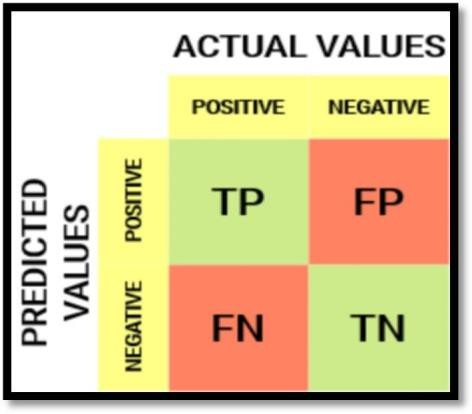 ACTUAL VALUES
POSITIVE NEGATIVE
PREDICTED
VALUES
POSITIVE
TP FP
NEGATIVE
FN TN